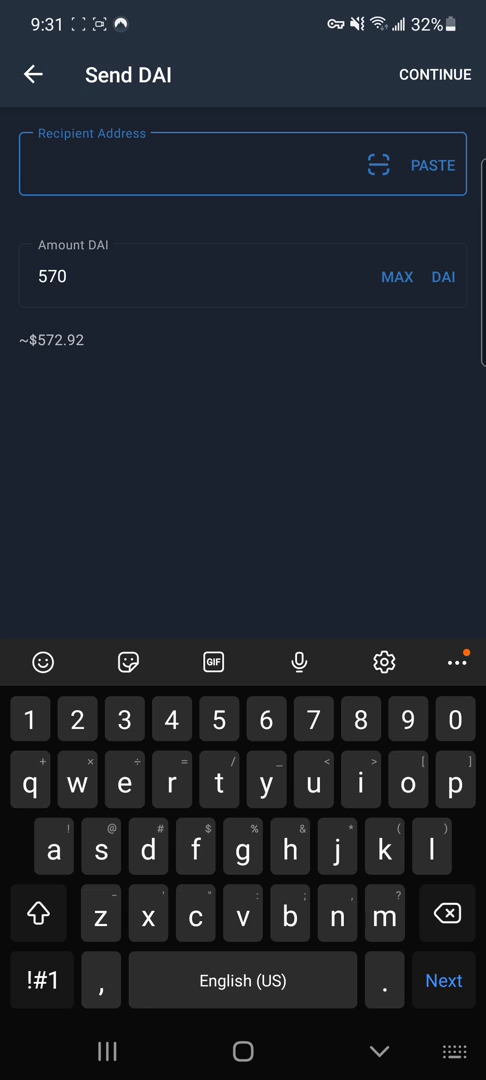 9:31 32%
Send DAI CONTINUE
Recipient Address
PASTE
Amount DAI
570 MAX DAI
~$572.92
GIF
1 2 3 4 5 6 7 8 9 0
+ × ÷ = / _ < > [ ]
q w e r t y u i o p
! @ # $ % & * ( )
a s d f g h j k l
- ' " : ; , ?
z x c v b n m
!#1 , English (US) . Next